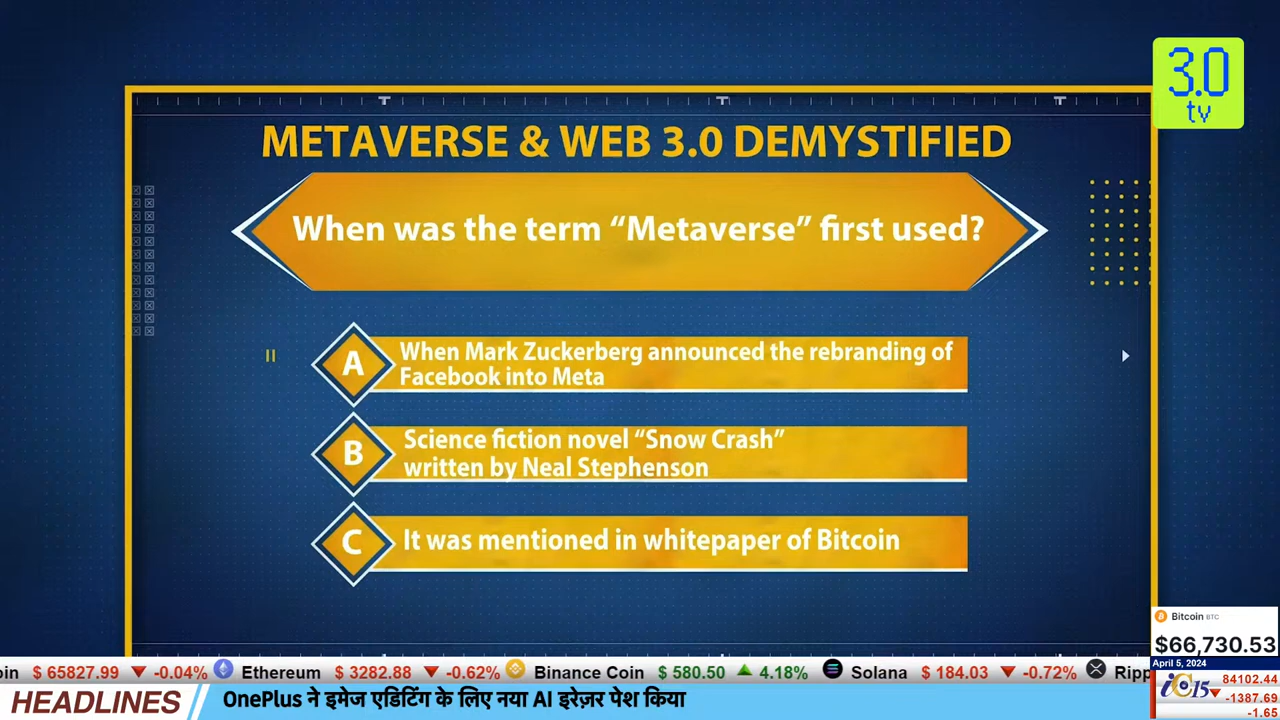 3.0
tv
METAVERSE & WEB 3.0 DEMYSTIFIED
When was the term “Metaverse” first used?
A
When Mark Zuckerberg announced the rebranding of
Facebook into Meta
B
Science fiction novel “Snow Crash”
written by Neal Stephenson
C
It was mentioned in whitepaper of Bitcoin
Bitcoin BTC
$66,730.53
April 5, 2024
oin $ 65827.99 -0.04% Ethereum $ 3282.88 -0.62% Binance Coin $ 580.50 4.18% Solana $ 184.03 -0.72% Ripp
iC15 84102.44
-1387.69
-1.65
HEADLINES OnePlus ने इमेज एडिटिंग के लिए नया AI इरेज़र पेश किया